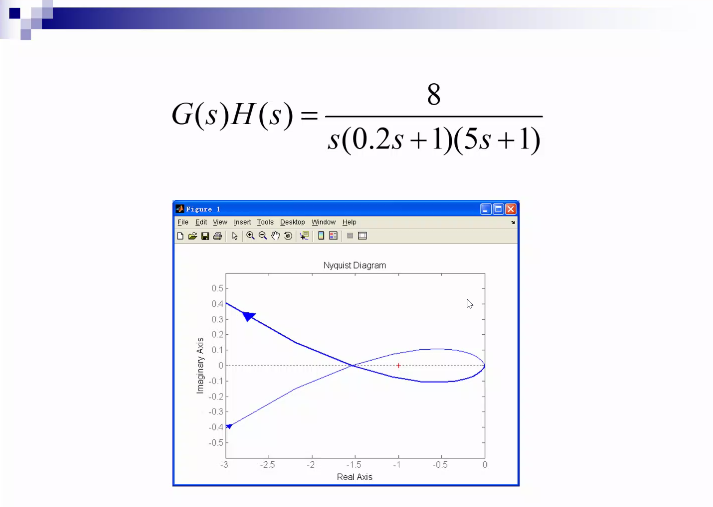 G(s)H(s) = 8 / s(0.2s+1)(5s+1)
Figure 1
File Edit View Insert Tools Desktop Window Help
Nyquist Diagram
0.5
0.4
0.3
0.2
0.1
0
-0.1
-0.2
-0.3
-0.4
-0.5
Imaginary Axis
-3 -2.5 -2 -1.5 -1 -0.5 0
Real Axis